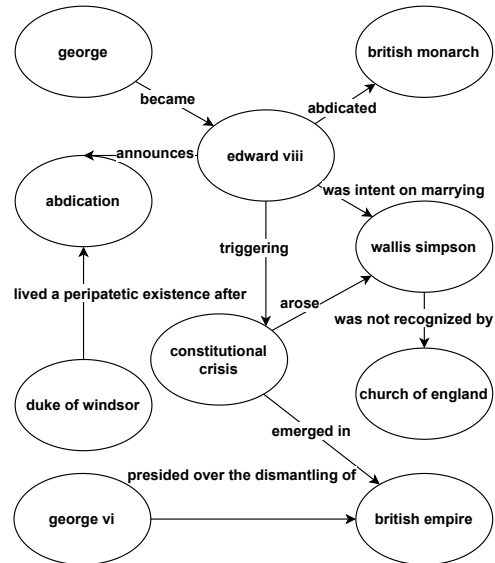 george
british monarch
became
abdicated
announces
edward viii
abdication
was intent on marrying
triggering
wallis simpson
lived a peripatetic existence after
arose
was not recognized by
constitutional
crisis
duke of windsor
church of england
emerged in
presided over the dismantling of
george vi
british empire